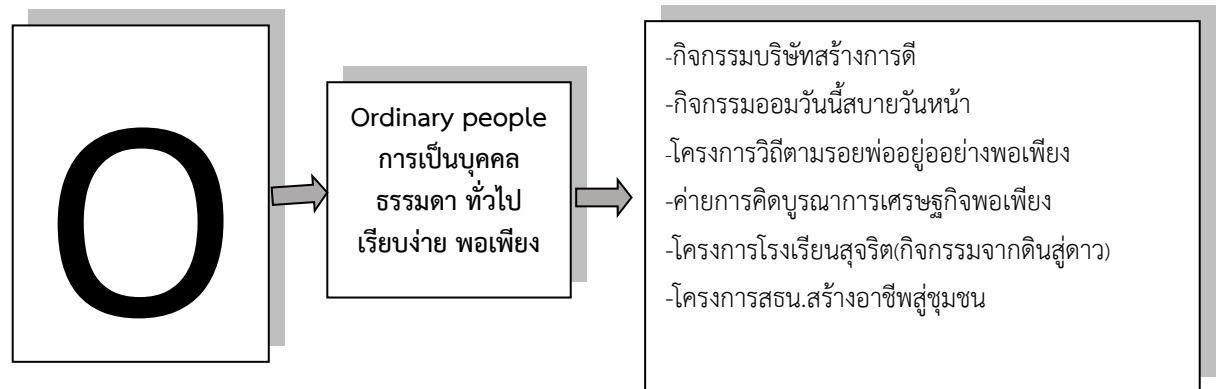 O
Ordinary people
การเป็นบุคคล
ธรรมดา ทั่วไป
เรียบง่าย พอเพียง
-กิจกรรมบริษัทสร้างการดี
-กิจกรรมออมวันนี้สบายวันหน้า
-โครงการวิถีตามรอยพ่ออยู่ออย่างพอเพียง
-ค่ายการคิดบูรณาการเศรษฐกิจพอเพียง
-โครงการโรงเรียนสุจริต(กิจกรรมจากดินสู่ดาว)
-โครงการสธน.สร้างอาชีพสู่ชุมชน